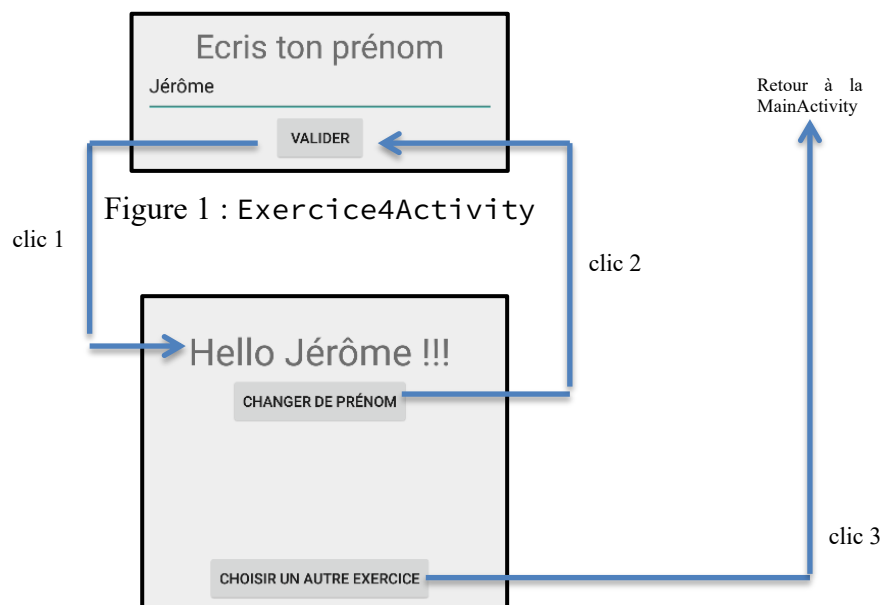 Ecris ton prénom
Jérôme
VALIDER
Retour à la
MainActivity
Figure 1 : Exercice4Activity
clic 1
clic 2
Hello Jérôme !!!
CHANGER DE PRÉNOM
clic 3
CHOISIR UN AUTRE EXERCICE